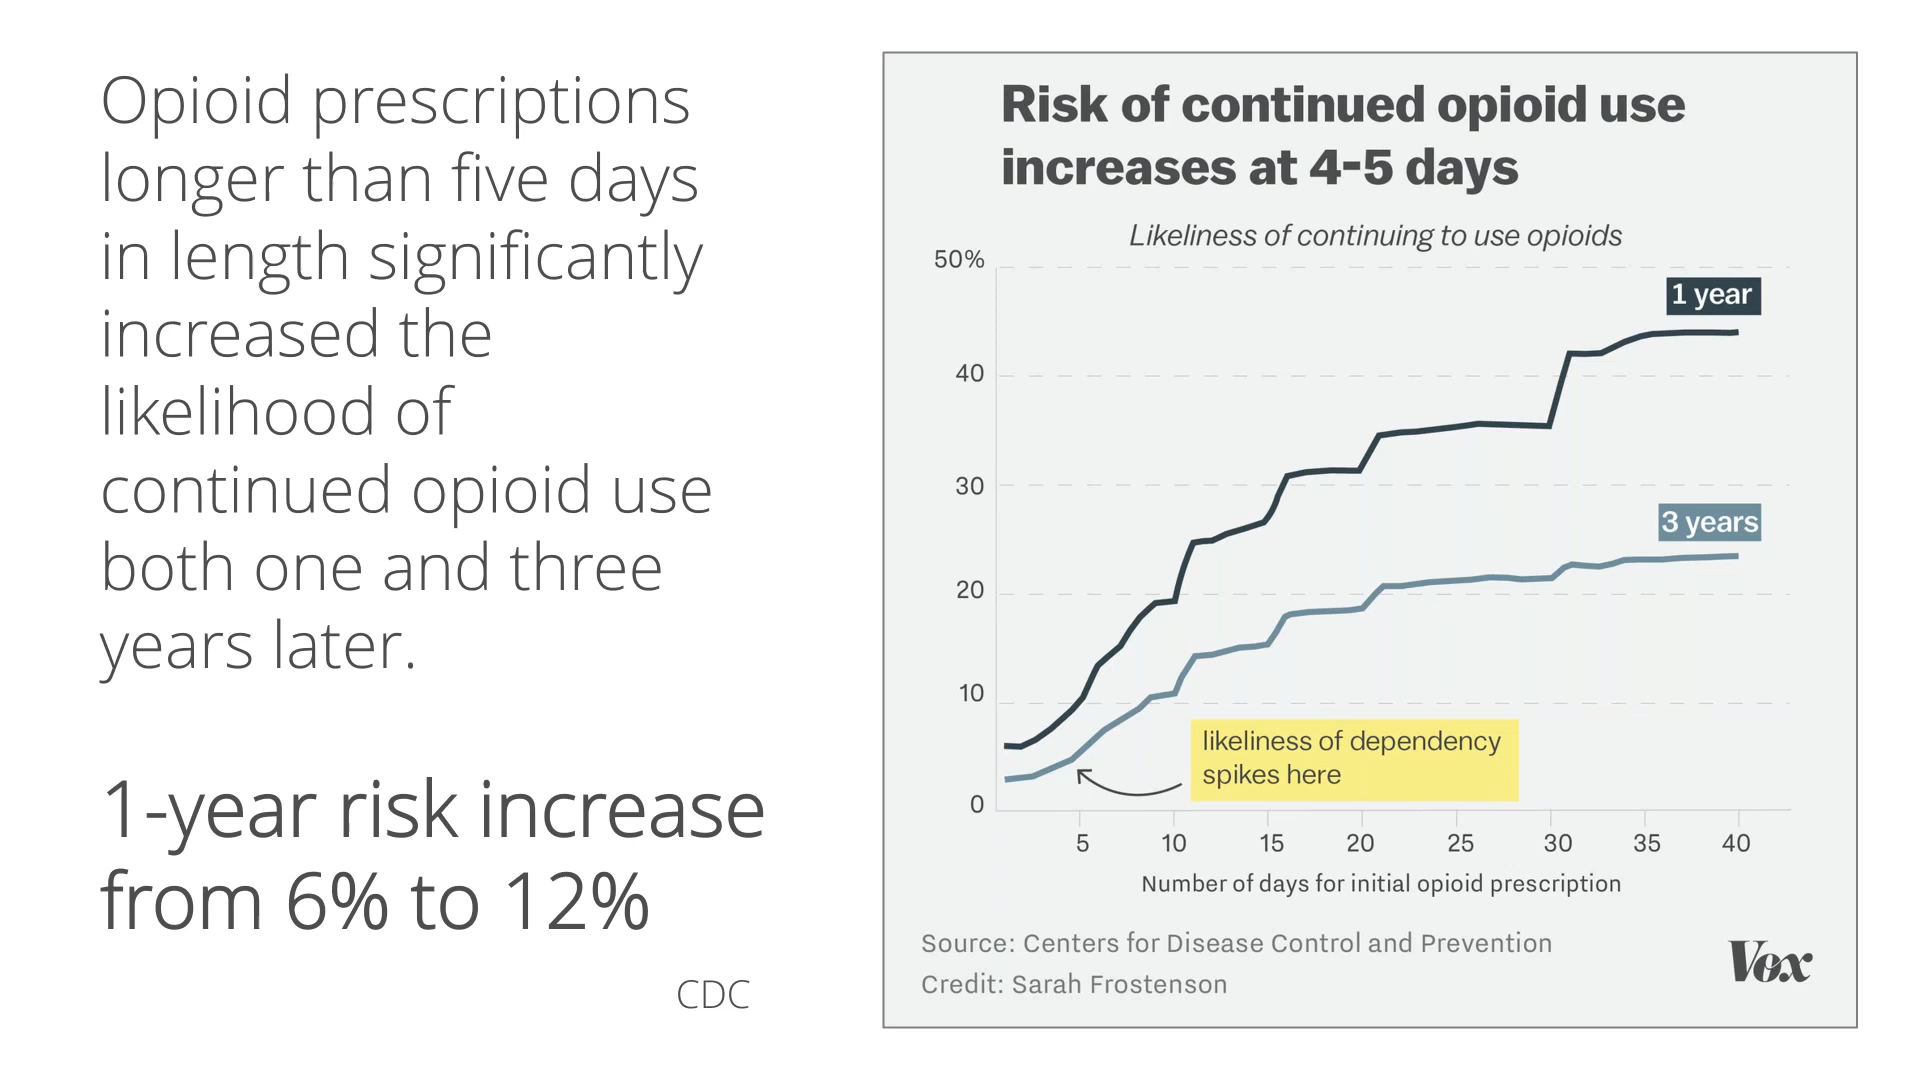 Opioid prescriptions
longer than five days
in length significantly
increased the
likelihood of
continued opioid use
both one and three
years later.
1-year risk increase
from 6% to 12%
CDC
Risk of continued opioid use
increases at 4-5 days
Likeliness of continuing to use opioids
50%
40
30
20
10
0
1 year
3 years
likeliness of dependency
spikes here
5 10 15 20 25 30 35 40
Number of days for initial opioid prescription
Source: Centers for Disease Control and Prevention
Credit: Sarah Frostenson
Vox